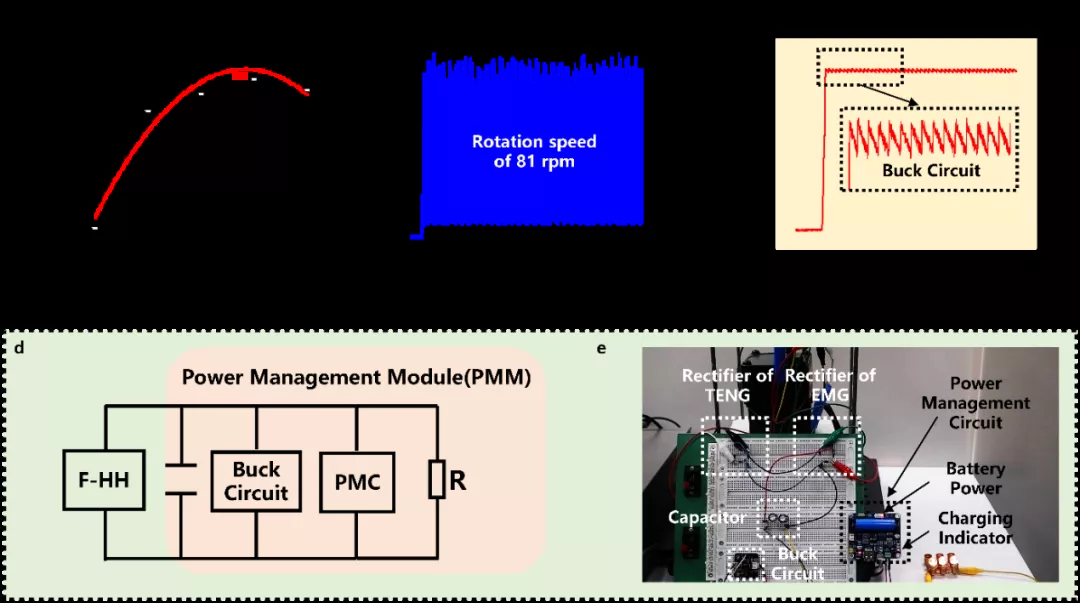 Rotation speed
of 81 rpm
Buck Circuit
d
Power Management Module(PMM)
F-HH
Buck
Circuit
PMC
R
e
Rectifier of
TENG
Rectifier of
EMG
Power
Management
Circuit
Battery
Power
Capacitor
Charging
Indicator
Buck
Circuit